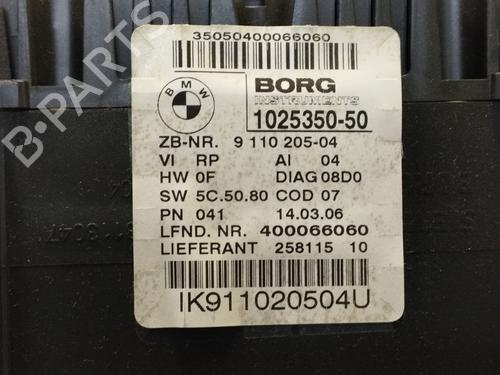 35050400066060
BMW
BORG
INSTRUMENTS
1025350-50
ZB-NR. 9 110 205-04
VI RP AI 04
HW 0F DIAG 08D0
SW 5C.50.80 COD 07
PN 041 14.03.06
LFND. NR. 400066060
LIEFERANT 258115 10
IK911020504U